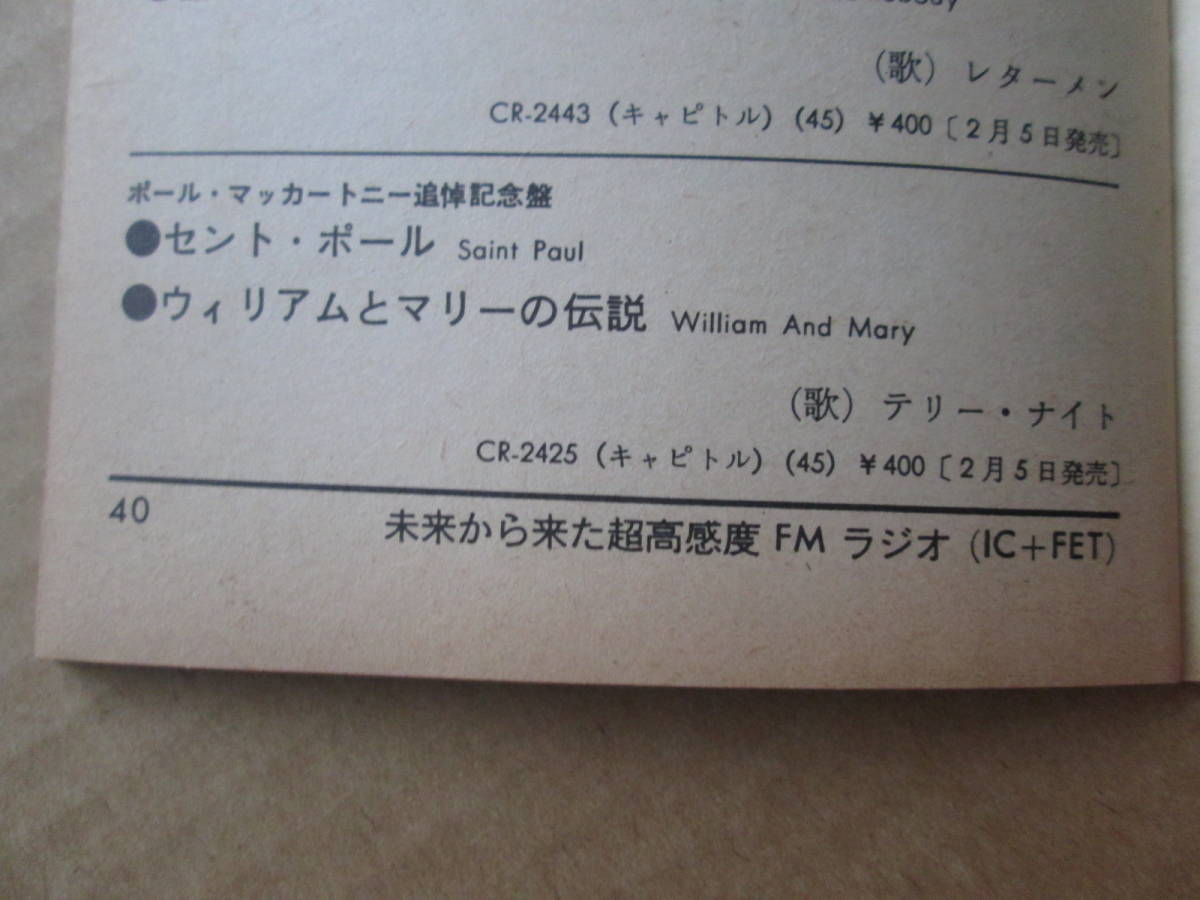 （歌）レターメン
CR-2443（キャピトル）(45) ¥400〔2月5日発売〕
ポール・マッカートニー追悼記念盤
●セント・ポール Saint Paul
●ウィリアムとマリーの伝説 William And Mary
（歌）テリー・ナイト
CR-2425（キャピトル）(45) ¥400〔2月5日発売〕
40
未来から来た超高感度 FM ラジオ (IC+FET)